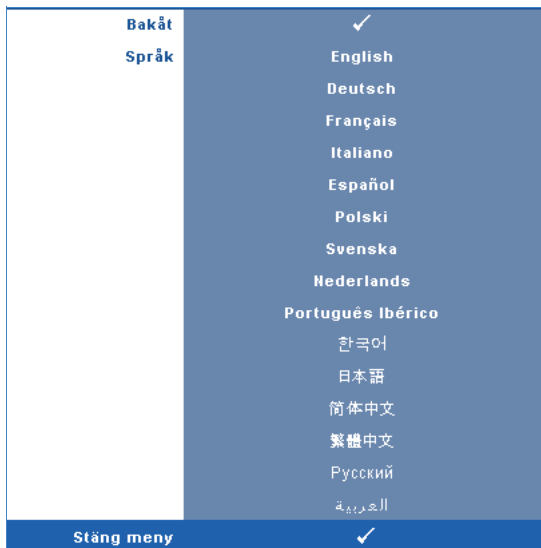 Bakåt ✓
Språk English
Deutsch
Français
Italiano
Español
Polski
Svenska
Nederlands
Português Ibérico
한국어
日本語
简体中文
繁體中文
Русский
العربية
Stäng meny ✓